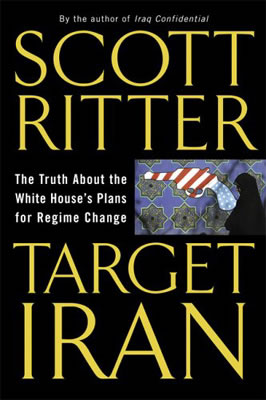 By the author of Iraq Confidential
SCOTT
RITTER
The Truth About the
White House's Plans
for Regime Change
TARGET
IRAN